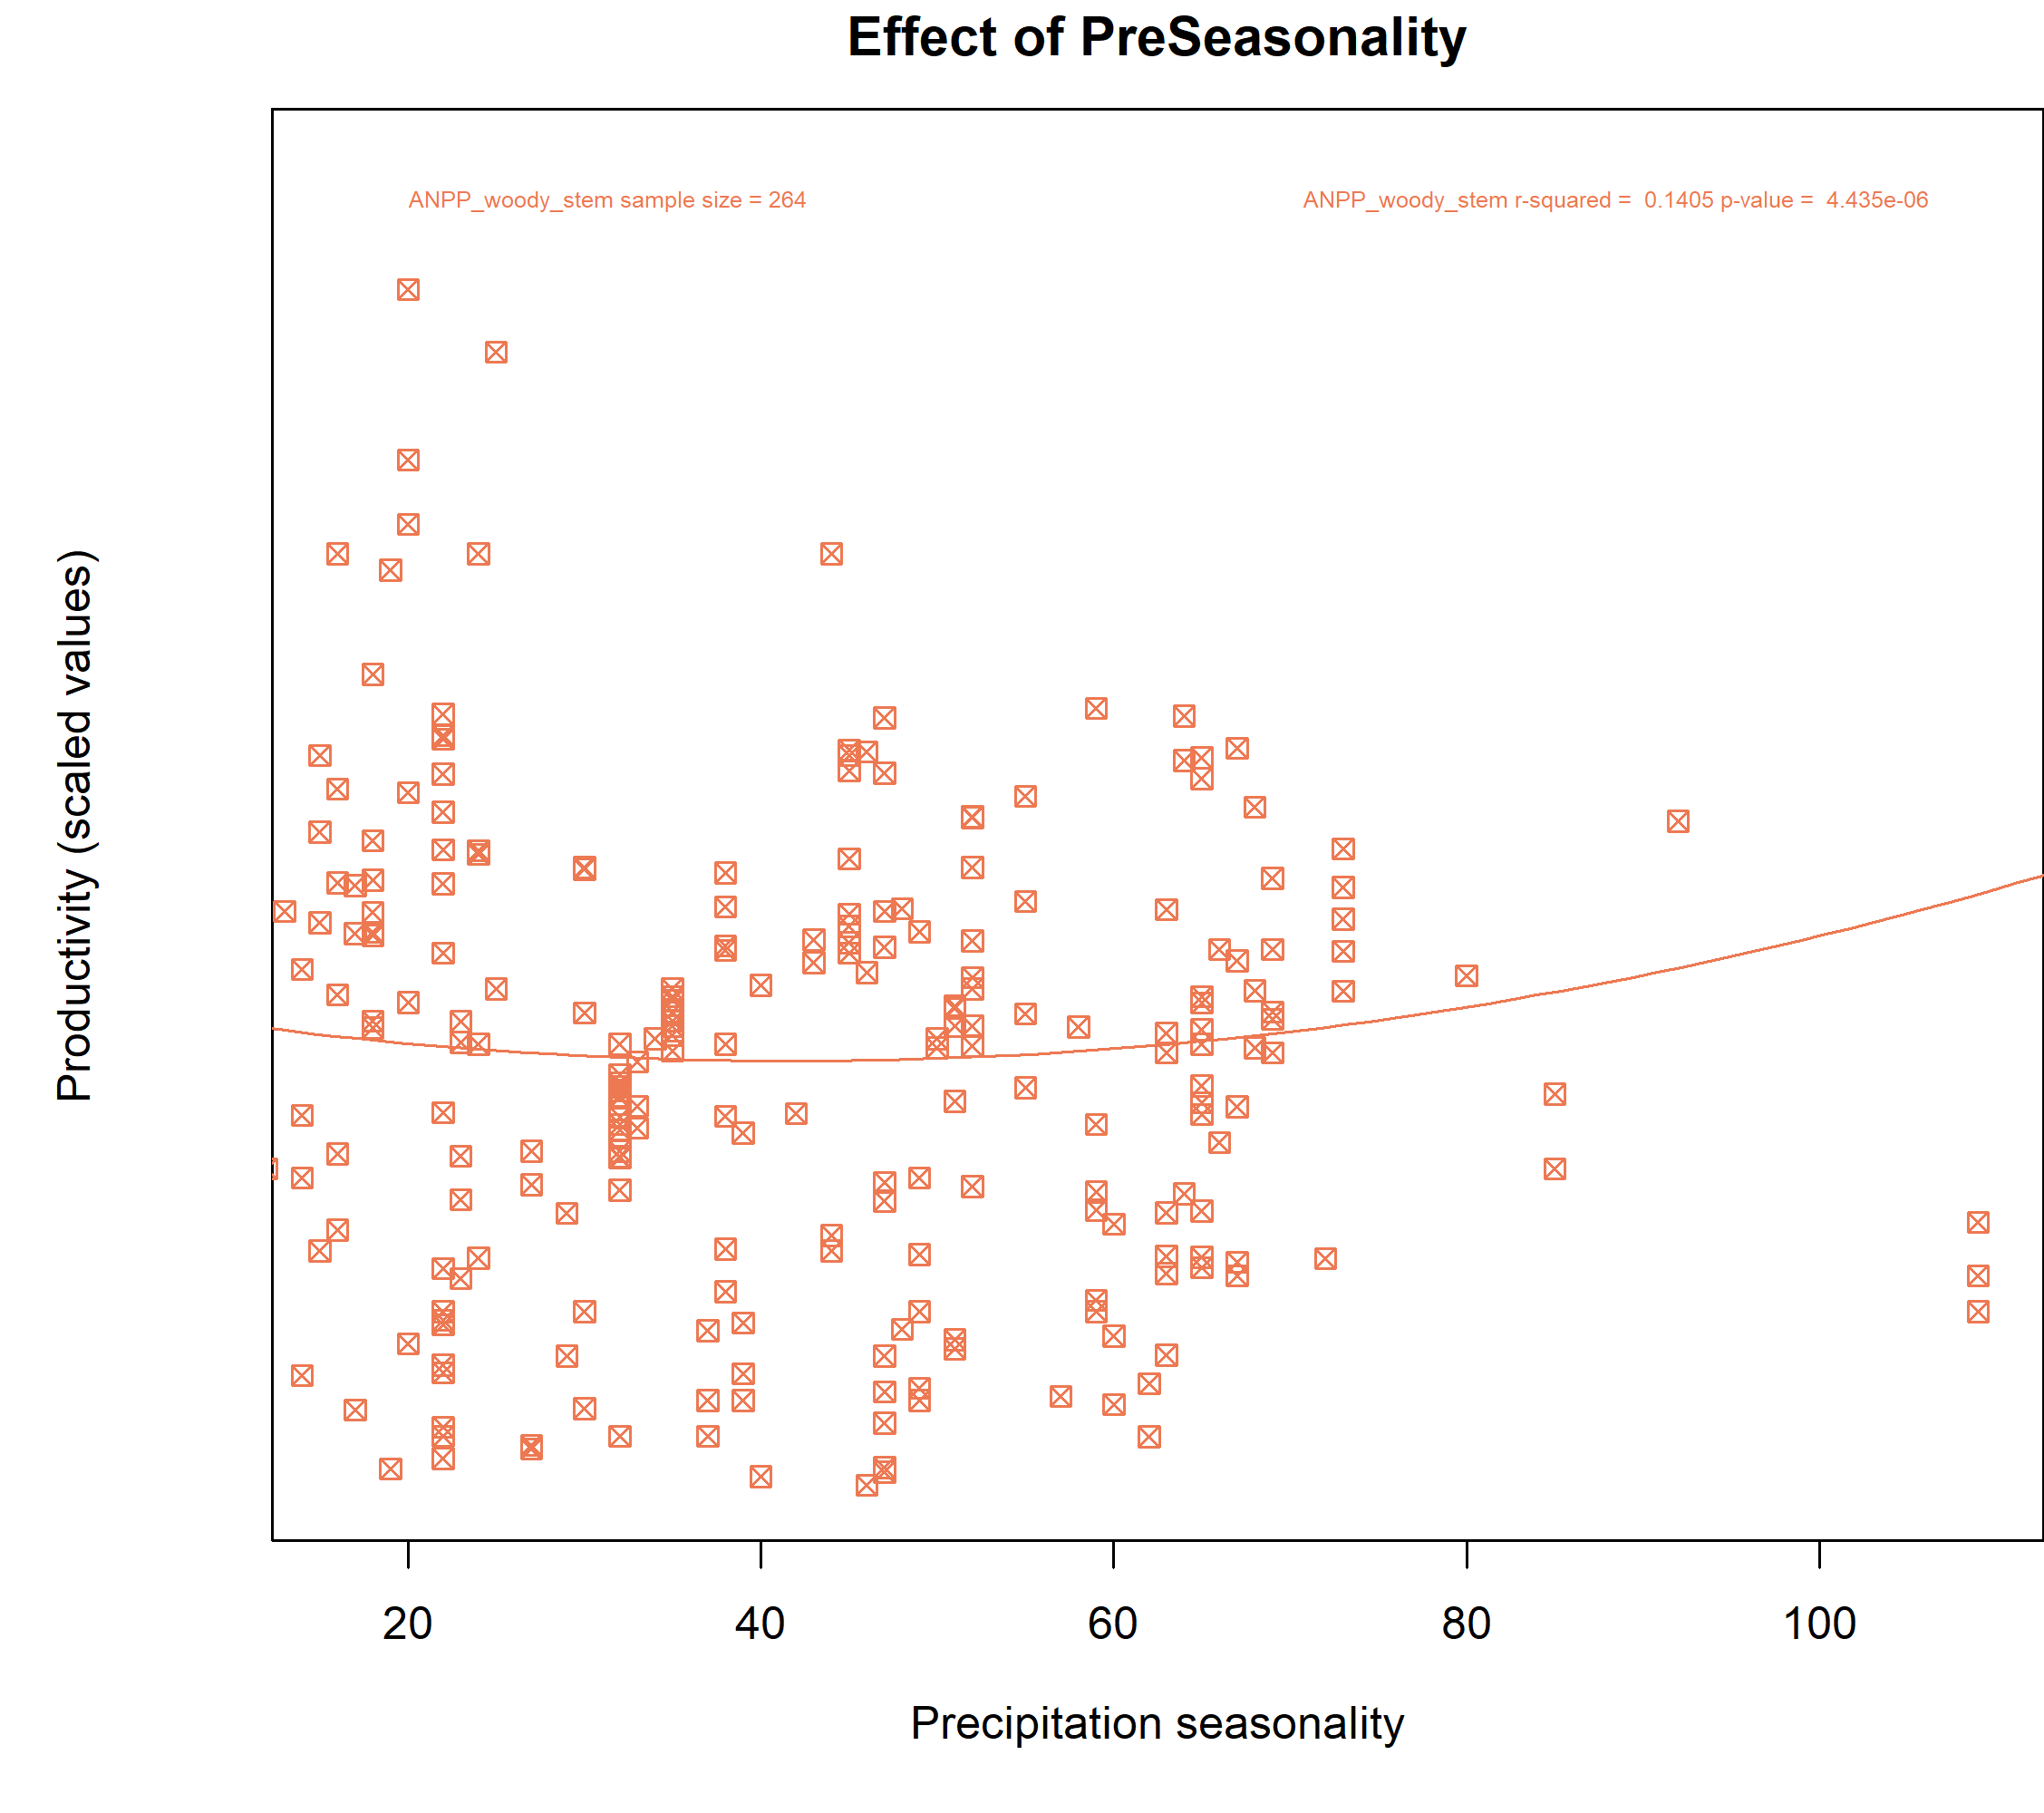 Effect of PreSeasonality
ANPP_woody_stem sample size = 264
ANPP_woody_stem r-squared =  0.1405 p-value =  4.435e-06
Productivity (scaled values)
20 40 60 80 100
Precipitation seasonality